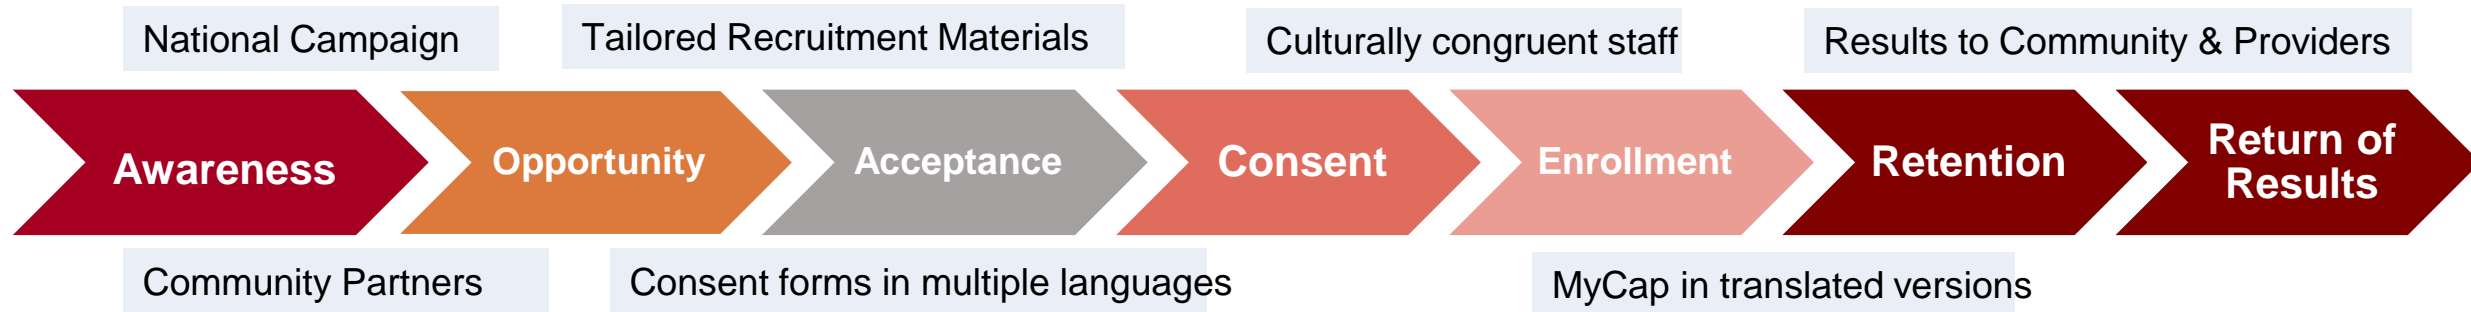 National Campaign
Tailored Recruitment Materials
Culturally congruent staff
Results to Community & Providers
Awareness
Opportunity
Acceptance
Consent
Enrollment
Retention
Return of
Results
Community Partners
Consent forms in multiple languages
MyCap in translated versions